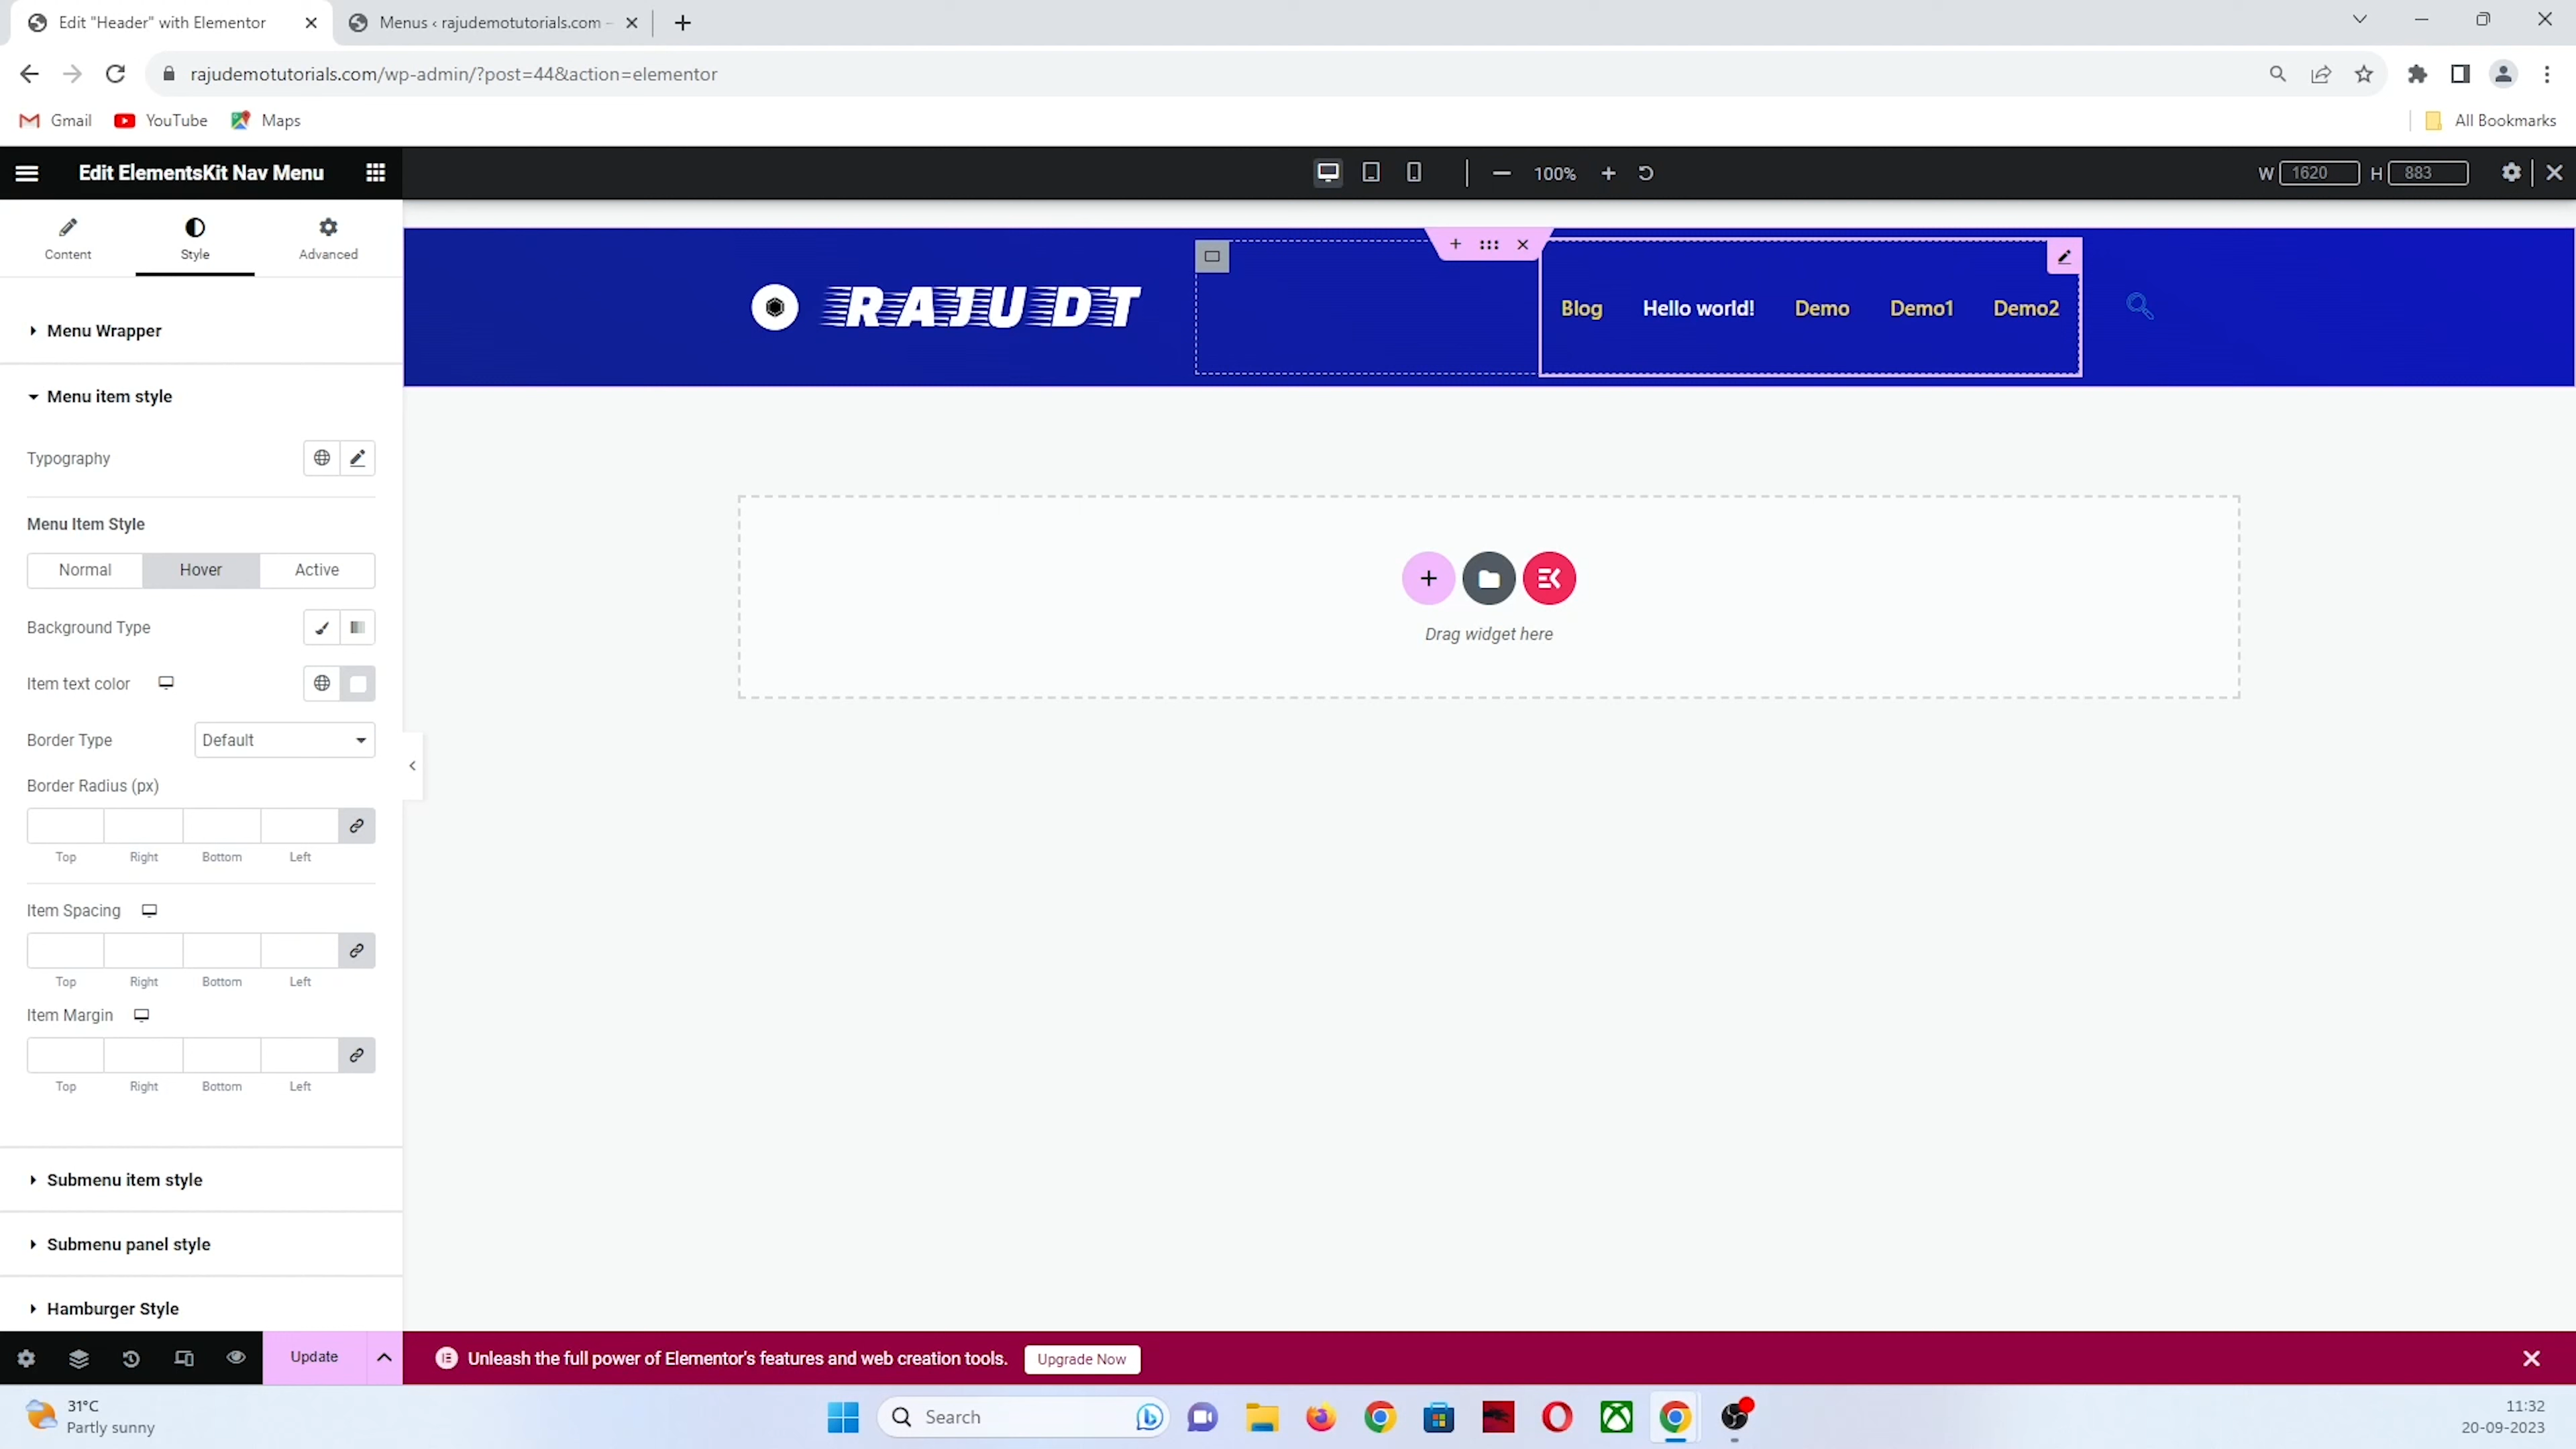 Edit "Header" with Elementor
Menus ‹ rajudemotutorials.com –
rajudemotutorials.com/wp-admin/?post=44&action=elementor
Gmail
YouTube
Maps
All Bookmarks
Edit ElementsKit Nav Menu
100%
W 1620 H 883
Content
Style
Advanced
RAJU DT
Blog
Hello world!
Demo
Demo1
Demo2
Menu Wrapper
Menu item style
Typography
Menu Item Style
Normal
Hover
Active
Background Type
Item text color
Border Type
Default
Border Radius (px)
Top Right Bottom Left
Item Spacing
Top Right Bottom Left
Item Margin
Top Right Bottom Left
Drag widget here
Submenu item style
Submenu panel style
Hamburger Style
Update
Unleash the full power of Elementor's features and web creation tools.
Upgrade Now
31°C
Partly sunny
Search
11:32
20-09-2023